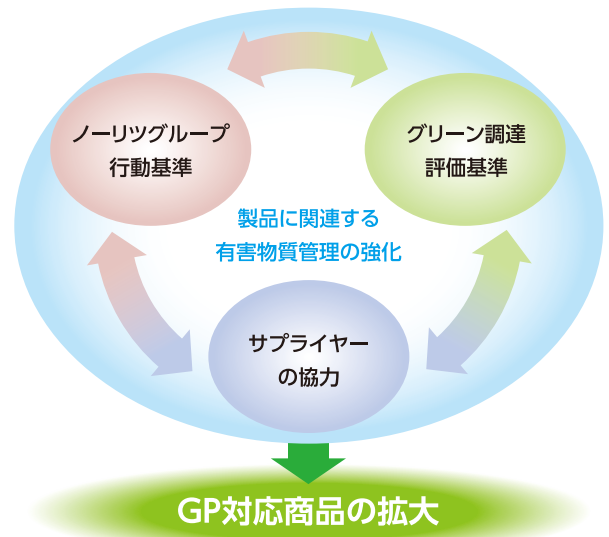 ノーリツグループ
行動基準
グリーン調達
評価基準
製品に関連する
有害物質管理の強化
サプライヤー
の協力
GP対応商品の拡大